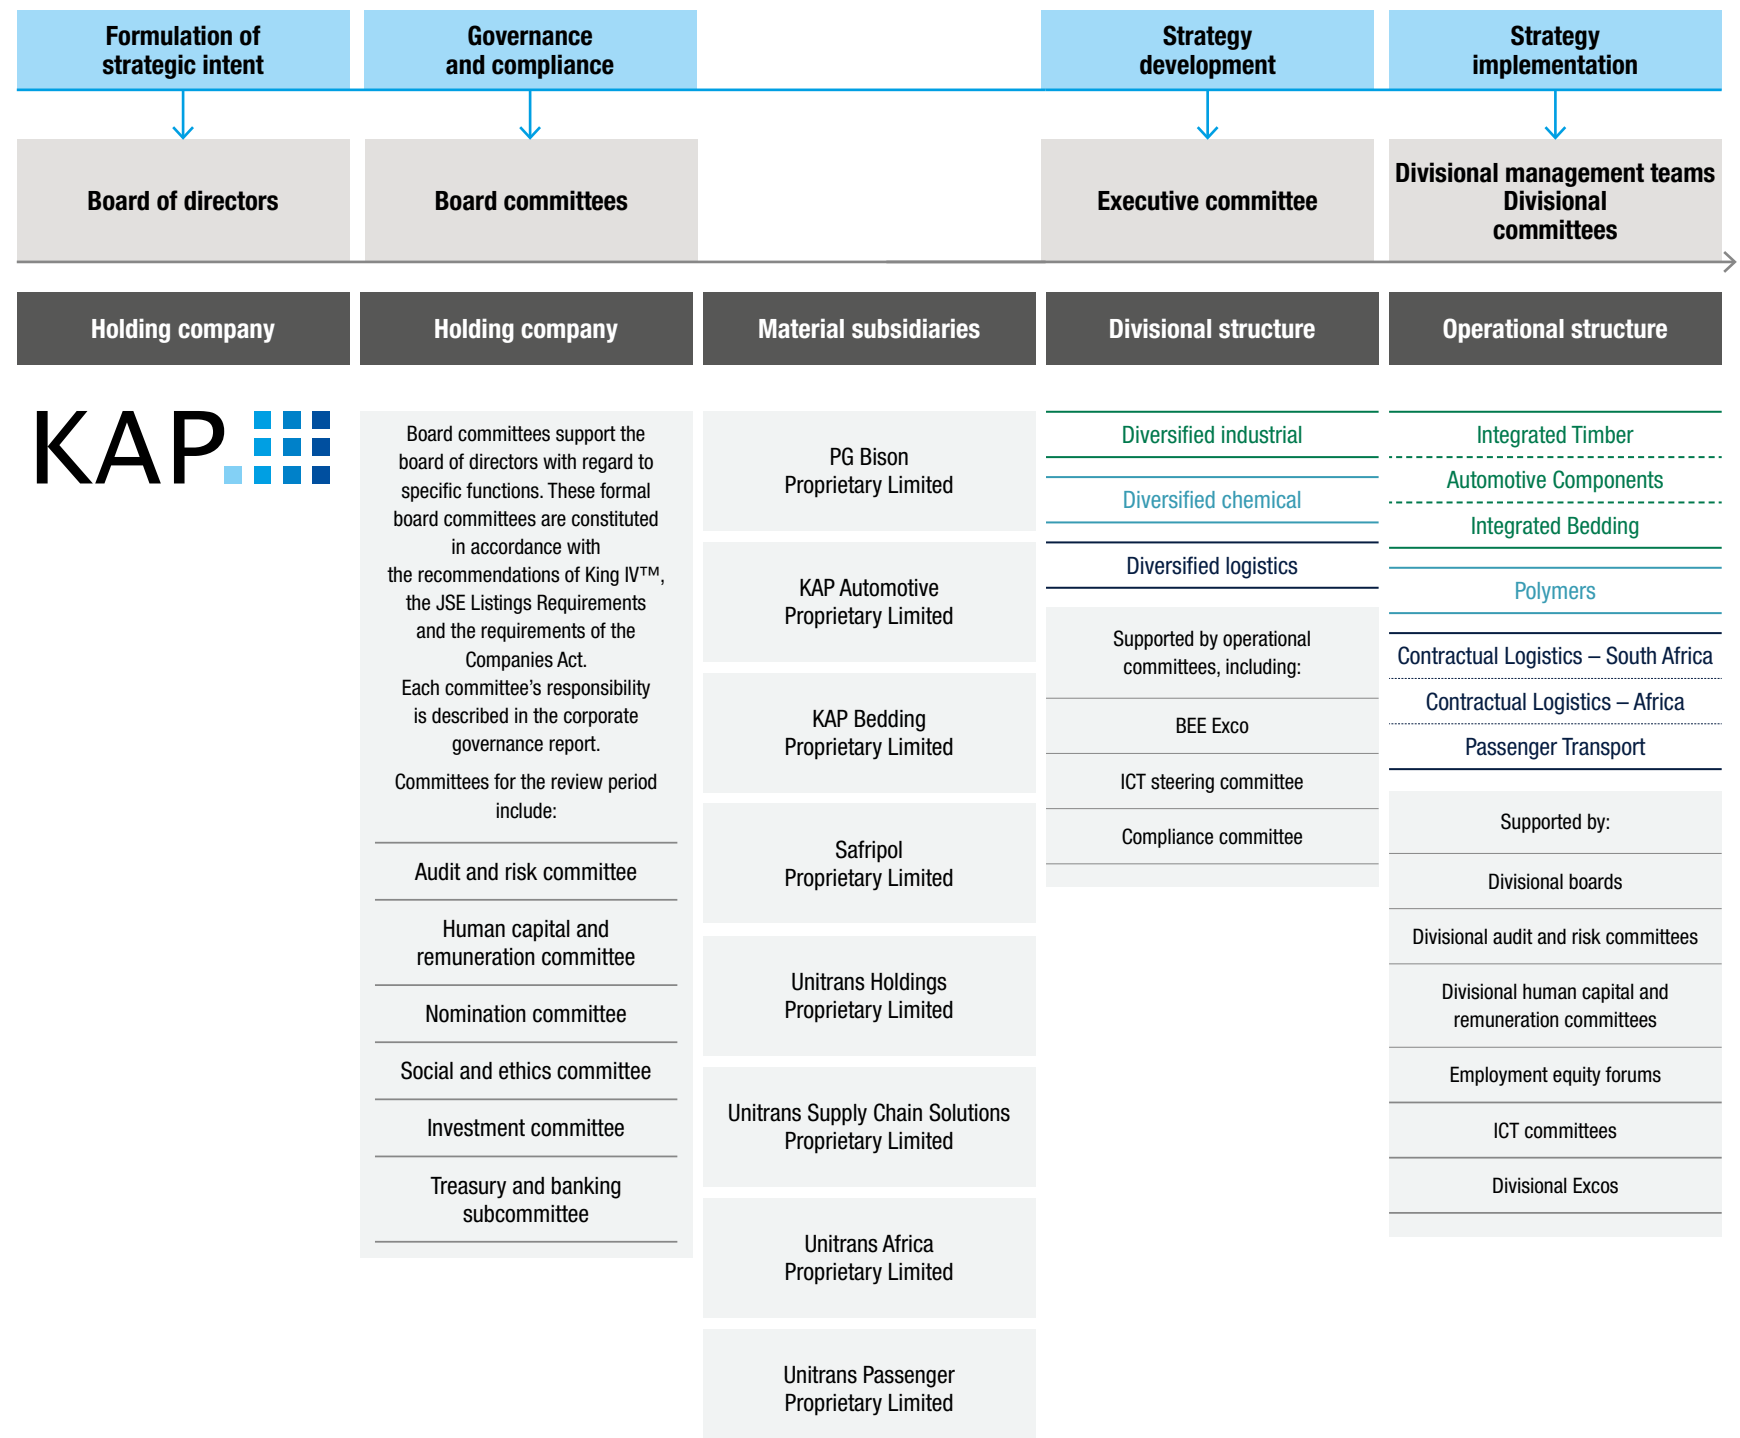 Formulation of
strategic intent
Governance
and compliance
Strategy
development
Strategy
implementation
Board of directors
Board committees
Executive committee
Divisional management teams
Divisional
committees
Holding company
Holding company
Material subsidiaries
Divisional structure
Operational structure
KAP
Board committees support the
board of directors with regard to
specific functions. These formal
board committees are constituted
in accordance with
the recommendations of King IV™,
the JSE Listings Requirements
and the requirements of the
Companies Act.
Each committee’s responsibility
is described in the corporate
governance report.
Committees for the review period
include:
Audit and risk committee
Human capital and
remuneration committee
Nomination committee
Social and ethics committee
Investment committee
Treasury and banking
subcommittee
PG Bison
Proprietary Limited
KAP Automotive
Proprietary Limited
KAP Bedding
Proprietary Limited
Safripol
Proprietary Limited
Unitrans Holdings
Proprietary Limited
Unitrans Supply Chain Solutions
Proprietary Limited
Unitrans Africa
Proprietary Limited
Unitrans Passenger
Proprietary Limited
Diversified industrial
Diversified chemical
Diversified logistics
Supported by operational
committees, including:
BEE Exco
ICT steering committee
Compliance committee
Integrated Timber
Automotive Components
Integrated Bedding
Polymers
Contractual Logistics – South Africa
Contractual Logistics – Africa
Passenger Transport
Supported by:
Divisional boards
Divisional audit and risk committees
Divisional human capital and
remuneration committees
Employment equity forums
ICT committees
Divisional Excos